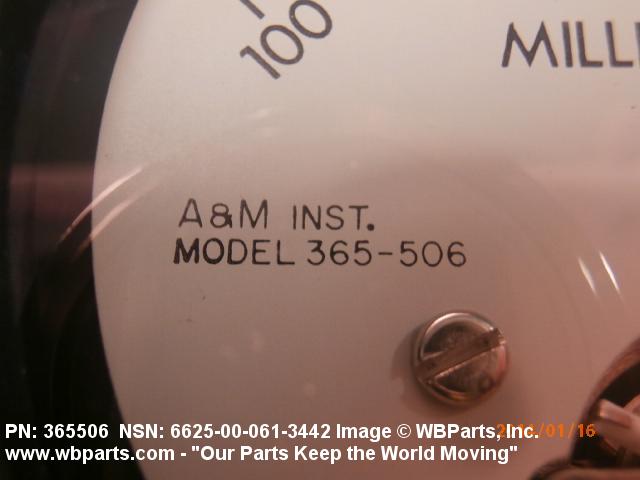 100
MILLI
A&M INST.
MODEL 365-506
PN: 365506 NSN: 6625-00-061-3442 Image © WBParts, Inc.
www.wbparts.com - "Our Parts Keep the World Moving"